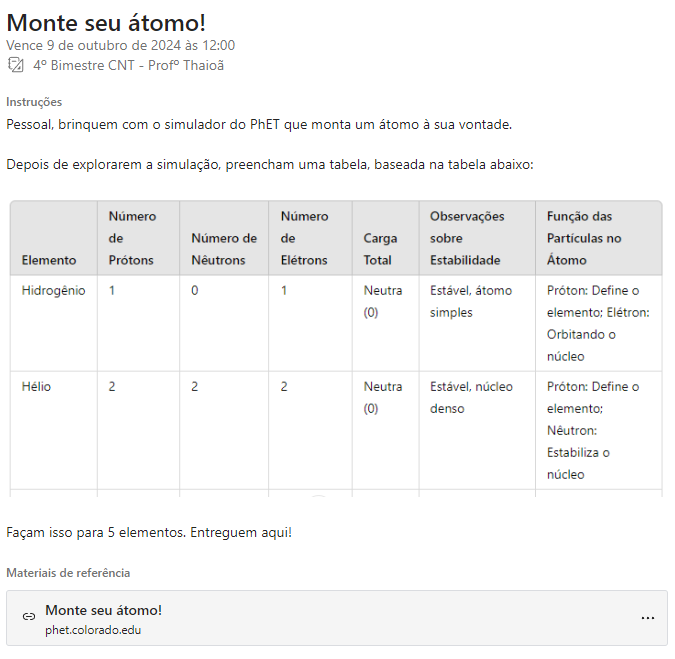 Monte seu átomo!
Vence 9 de outubro de 2024 às 12:00
4º Bimestre CNT - Profº Thaioã
Instruções
Pessoal, brinquem com o simulador do PhET que monta um átomo à sua vontade.
Depois de explorarem a simulação, preencham uma tabela, baseada na tabela abaixo:
Elemento
Número
de
Prótons
Número de
Nêutrons
Número
de
Elétrons
Carga
Total
Observações
sobre
Estabilidade
Função das
Partículas no
Átomo
Hidrogênio
1
0
1
Neutra
(0)
Estável, átomo
simples
Próton: Define o
elemento; Elétron:
Orbitando o
núcleo
Hélio
2
2
2
Neutra
(0)
Estável, núcleo
denso
Próton: Define o
elemento;
Nêutron:
Estabiliza o
núcleo
Façam isso para 5 elementos. Entreguem aqui!
Materiais de referência
Monte seu átomo!
phet.colorado.edu